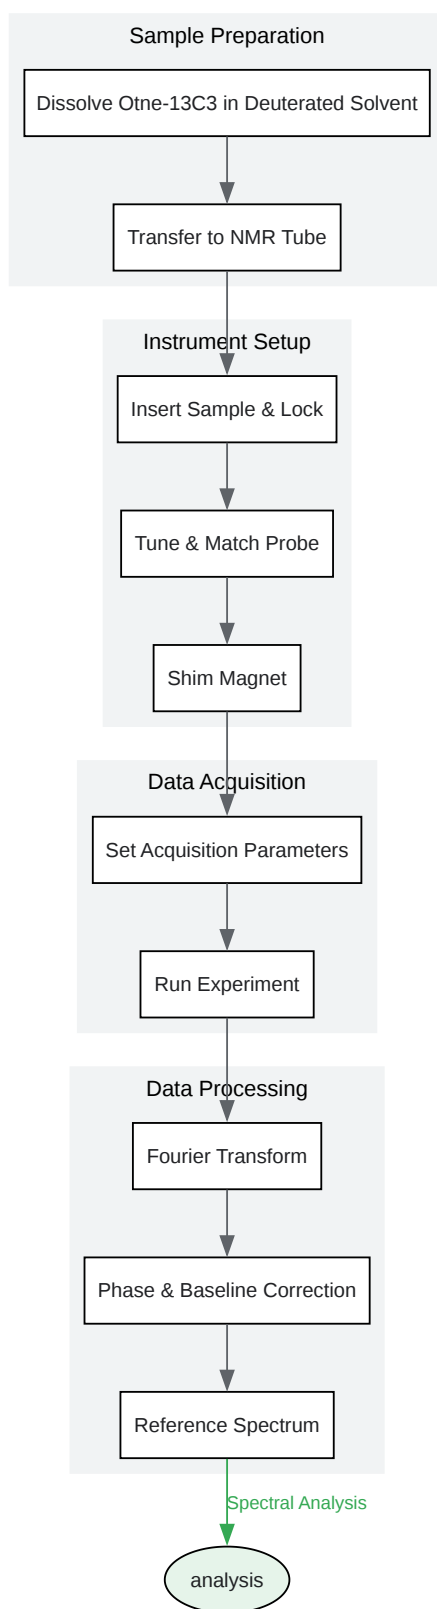 Sample Preparation
Dissolve Otne-13C3 in Deuterated Solvent
Transfer to NMR Tube
Instrument Setup
Insert Sample & Lock
Tune & Match Probe
Shim Magnet
Data Acquisition
Set Acquisition Parameters
Run Experiment
Data Processing
Fourier Transform
Phase & Baseline Correction
Reference Spectrum
Spectral Analysis
analysis